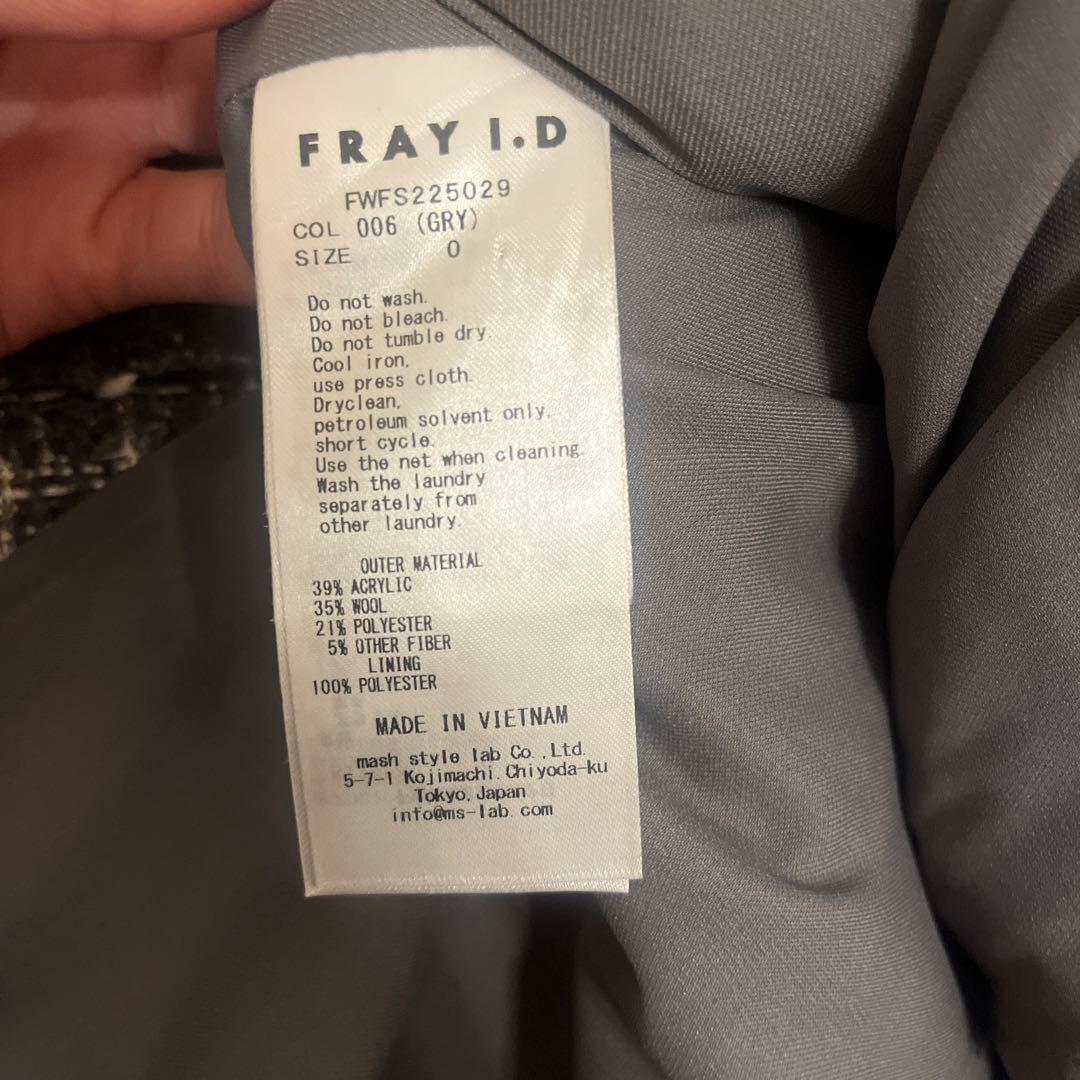 FRAY I.D
FWFS225029
COL 006 (GRY)
SIZE 0
Do not wash.
Do not bleach.
Do not tumble dry.
Cool iron,
use press cloth.
Dryclean,
petroleum solvent only,
short cycle.
Use the net when cleaning.
Wash the laundry
separately from
other laundry.
OUTER MATERIAL
39% ACRYLIC
35% WOOL
21% POLYESTER
5% OTHER FIBER
LINING
100% POLYESTER
MADE IN VIETNAM
mash style lab Co.,Ltd.
5-7-1 Kojimachi.Chiyoda-ku
Tokyo,Japan
info@ms-lab.com